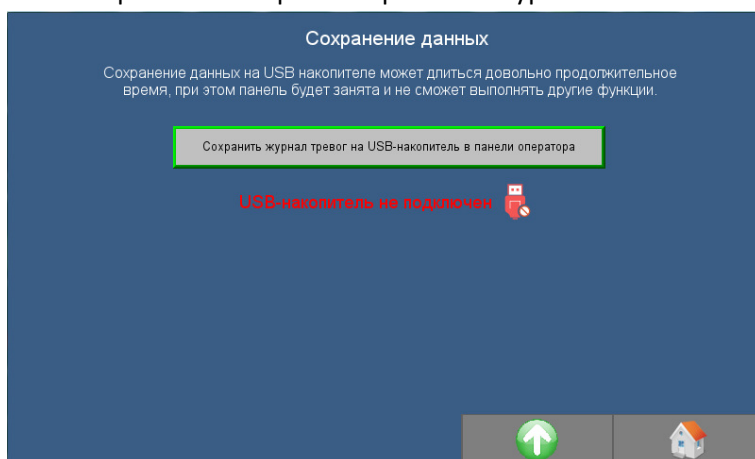 Сохранение данных
Сохранение данных на USB накопителе может длиться довольно продолжительное
время, при этом панель будет занята и не сможет выполнять другие функции.
Сохранить журнал тревог на USB-накопитель в панели оператора
USB-накопитель не подключен